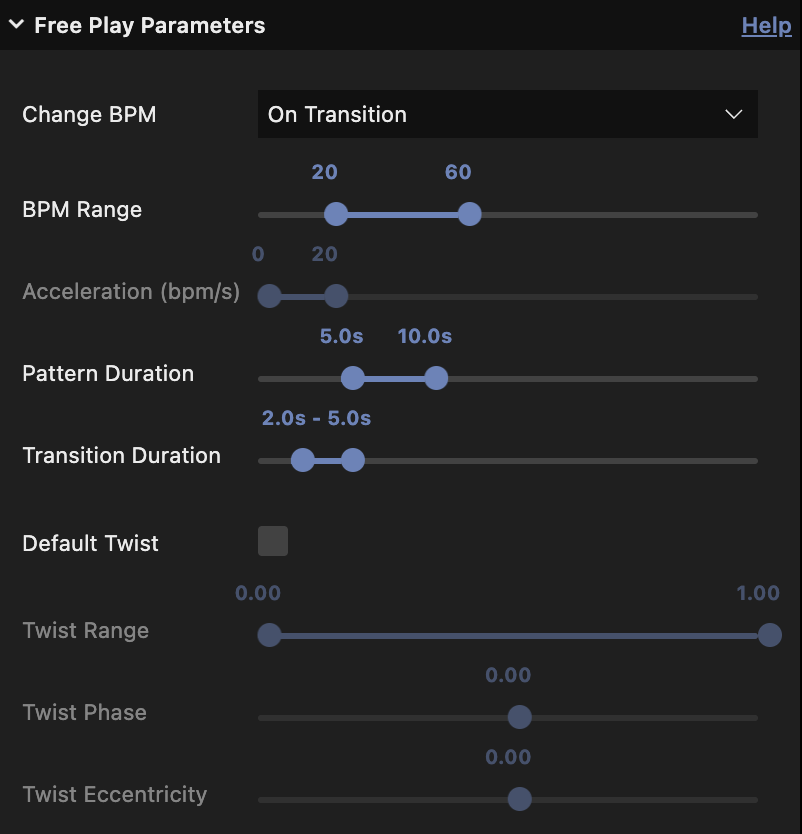 Free Play Parameters Help
Change BPM On Transition
20 60
BPM Range
0 20
Acceleration (bpm/s)
5.0s 10.0s
Pattern Duration
2.0s - 5.0s
Transition Duration
Default Twist
0.00 1.00
Twist Range
0.00
Twist Phase
0.00
Twist Eccentricity